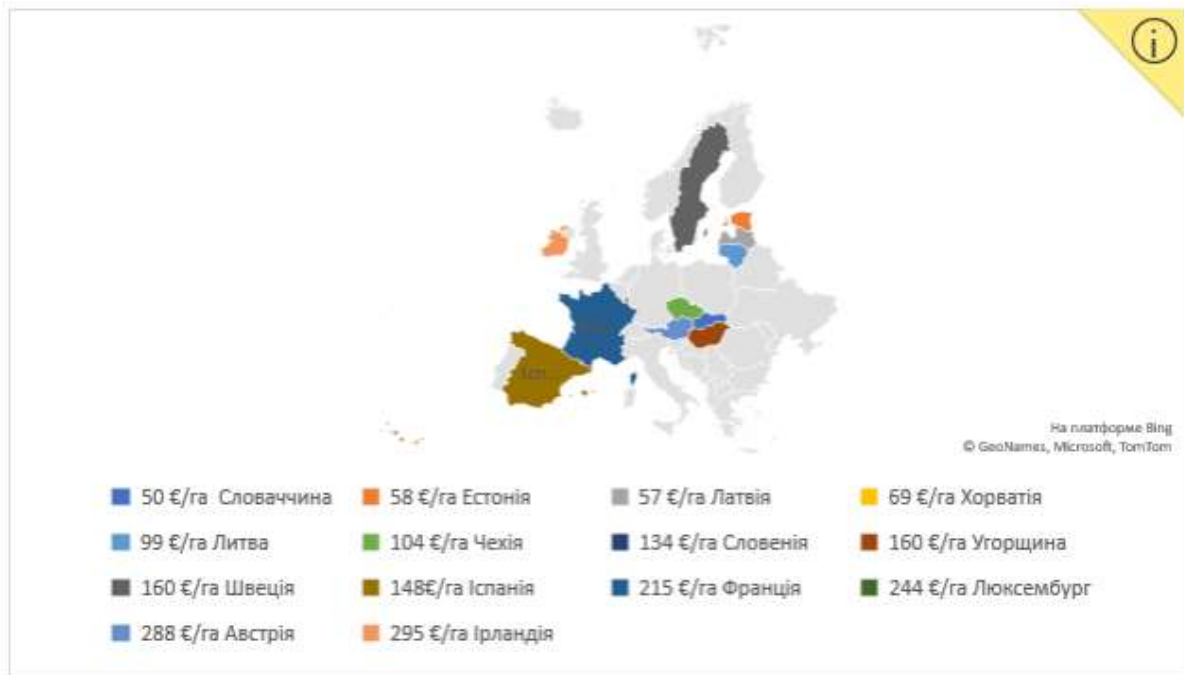 i
На платформе Bing
© GeoNames, Microsoft, TomTom
50 €/га Словаччина 58 €/га Естонія 57 €/га Латвія 69 €/га Хорватія
99 €/га Литва 104 €/га Чехія 134 €/га Словенія 160 €/га Угорщина
160 €/га Швеція 148€/га Іспанія 215 €/га Франція 244 €/га Люксембург
288 €/га Австрія 295 €/га Ірландія